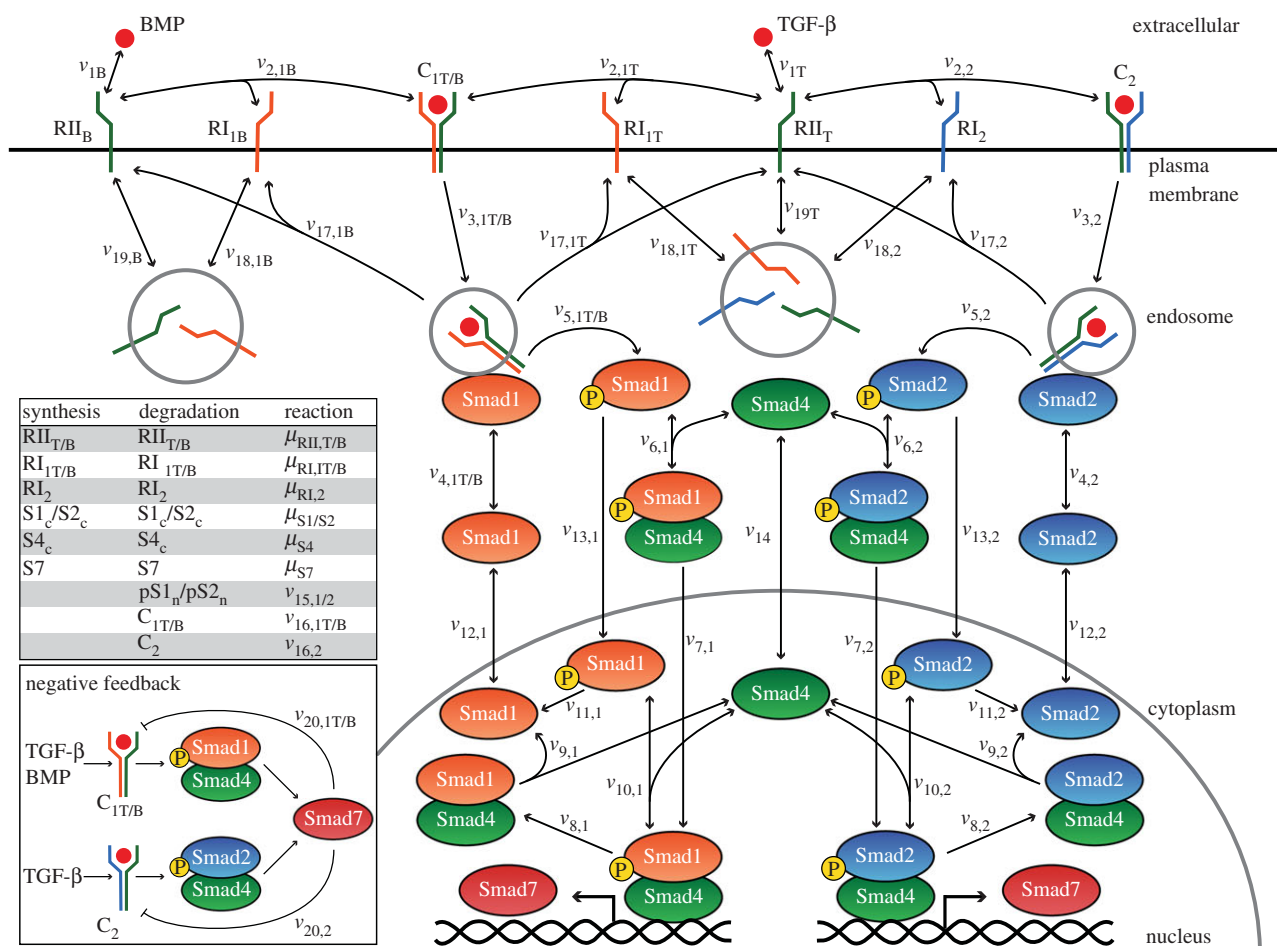 BMP
TGF-β
extracellular
v1B
v2,1B
C1T/B
v2,1T
v1T
v2,2
C2
RIIB
RI1B
RI1T
RIIT
RI2
plasma
membrane
v19,B
v18,1B
v17,1B
v3,1T/B
v17,1T
v18,1T
v19T
v18,2
v17,2
v3,2
endosome
v5,1T/B
v5,2
Smad1
P
Smad1
Smad4
P
Smad2
Smad2
v4,1T/B
v6,1
v6,2
v4,2
P
Smad1
Smad4
P
Smad2
Smad4
Smad1
v13,1
v14
v13,2
Smad2
v12,1
v7,1
v7,2
v12,2
P
Smad1
Smad4
P
Smad2
Smad1
v11,1
v11,2
Smad2
cytoplasm
v9,1
v9,2
Smad1
Smad4
v10,1
v10,2
Smad2
Smad4
v8,1
v8,2
P
Smad1
Smad4
P
Smad2
Smad4
Smad7
Smad7
nucleus
synthesis degradation reaction
RIIT/B RIIT/B μRII,T/B
RI1T/B RI 1T/B μRI,IT/B
RI2 RI2 μRI,2
S1c/S2c S1c/S2c μS1/S2
S4c S4c μS4
S7 S7 μS7
pS1n/pS2n v15,1/2
C1T/B v16,1T/B
C2 v16,2
negative feedback
v20,1T/B
TGF-β
BMP
C1T/B
P
Smad1
Smad4
Smad7
TGF-β
C2
P
Smad2
Smad4
v20,2